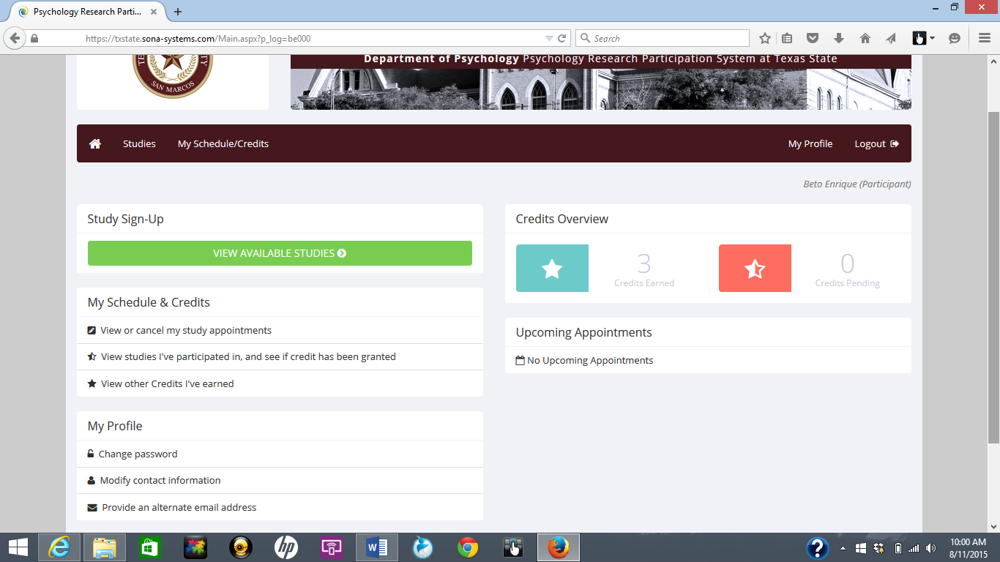 Psychology Research Parti...
https://txstate.sona-systems.com/Main.aspx?p_log=be000
Search
SAN MARCOS
Department of Psychology Psychology Research Participation System at Texas State
Studies
My Schedule/Credits
My Profile
Logout
Beto Enrique (Participant)
Study Sign-Up
VIEW AVAILABLE STUDIES
My Schedule & Credits
View or cancel my study appointments
View studies I've participated in, and see if credit has been granted
View other Credits I've earned
My Profile
Change password
Modify contact information
Provide an alternate email address
Credits Overview
3
Credits Earned
0
Credits Pending
Upcoming Appointments
No Upcoming Appointments
hp
10:00 AM
8/11/2015